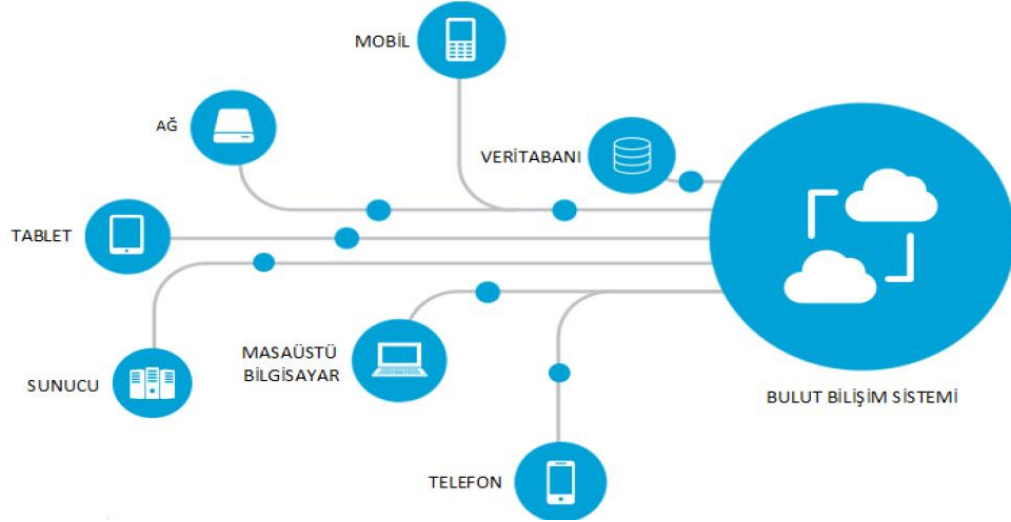 MOBİL
AĞ
VERİTABANI
TABLET
MASAÜSTÜ
BİLGİSAYAR
SUNUCU
BULUT BİLİŞİM SİSTEMİ
TELEFON